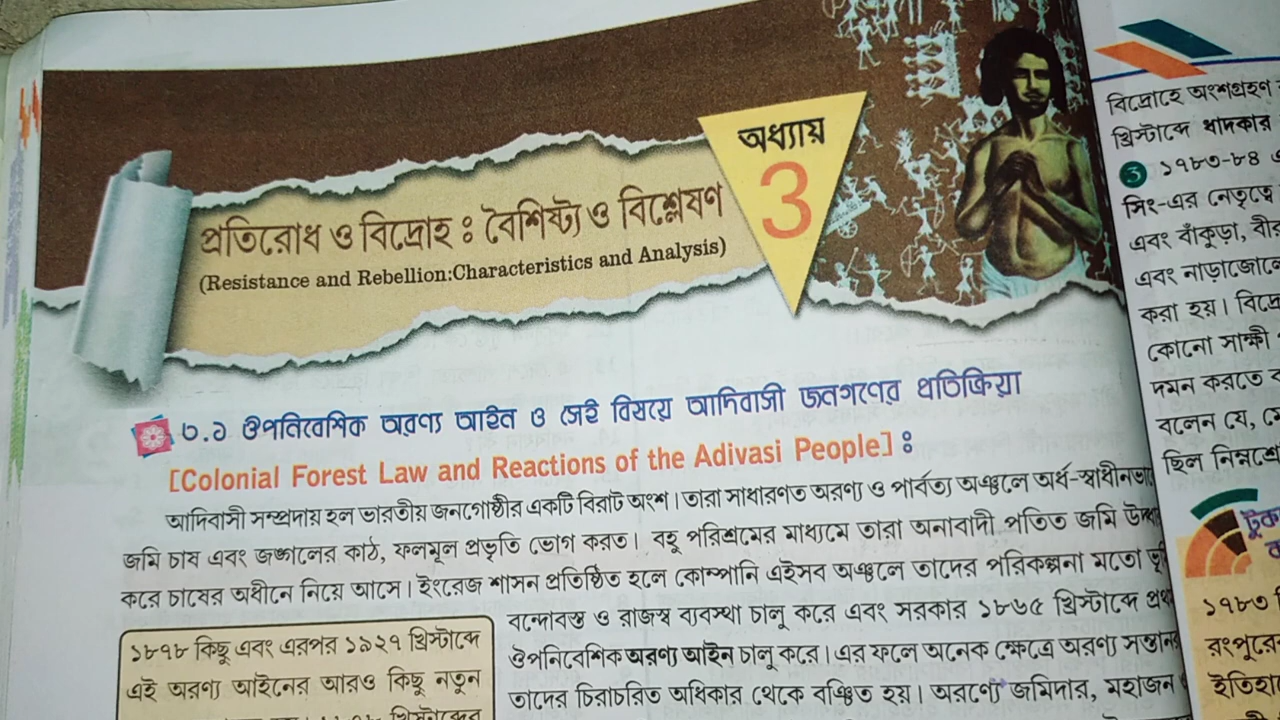 অধ্যায়
3
প্রতিরোধ ও বিদ্রোহ : বৈশিষ্ট্য ও বিশ্লেষণ
(Resistance and Rebellion:Characteristics and Analysis)
৩.১ ঔপনিবেশিক অরণ্য আইন ও সেই বিষয়ে আদিবাসী জনগণের প্রতিক্রিয়া
[Colonial Forest Law and Reactions of the Adivasi People] :
আদিবাসী সম্প্রদায় হল ভারতীয় জনগোষ্ঠীর একটি বিরাট অংশ। তারা সাধারণত অরণ্য ও পার্বত্য অঞ্চলে অর্ধ-স্বাধীনভাবে
জমি চাষ এবং জঙ্গলের কাঠ, ফলমূল প্রভৃতি ভোগ করত। বহু পরিশ্রমের মাধ্যমে তারা অনাবাদী পতিত জমি
করে চাষের অধীনে নিয়ে আসে। ইংরেজ শাসন প্রতিষ্ঠিত হলে কোম্পানি এইসব অঞ্চলে তাদের পরিকল্পনা মতো
বন্দোবস্ত ও রাজস্ব ব্যবস্থা চালু করে এবং সরকার ১৮৬৫ খ্রিস্টাব্দে
ঔপনিবেশিক অরণ্য আইন চালু করে। এর ফলে অনেক ক্ষেত্রে অরণ্য
তাদের চিরাচরিত অধিকার থেকে বঞ্চিত হয়। অরণ্যে জমিদার, মহাজন
১৮৭৮ কিছু এবং এরপর ১৯২৭ খ্রিস্টাব্দে
এই অরণ্য আইনের আরও কিছু নতুন
খ্রিস্টাব্দের
বিদ্রোহে অংশগ্রহণ
খ্রিস্টাব্দে ধাদকার
3 ১৭৮৩-৮৪
সিং-এর নেতৃত্বে
এবং বাঁকুড়া,
এবং
করা হয়।
কোনো সাক্ষী
দমন করতে
বলেন যে,
ছিল
১৭৮৩